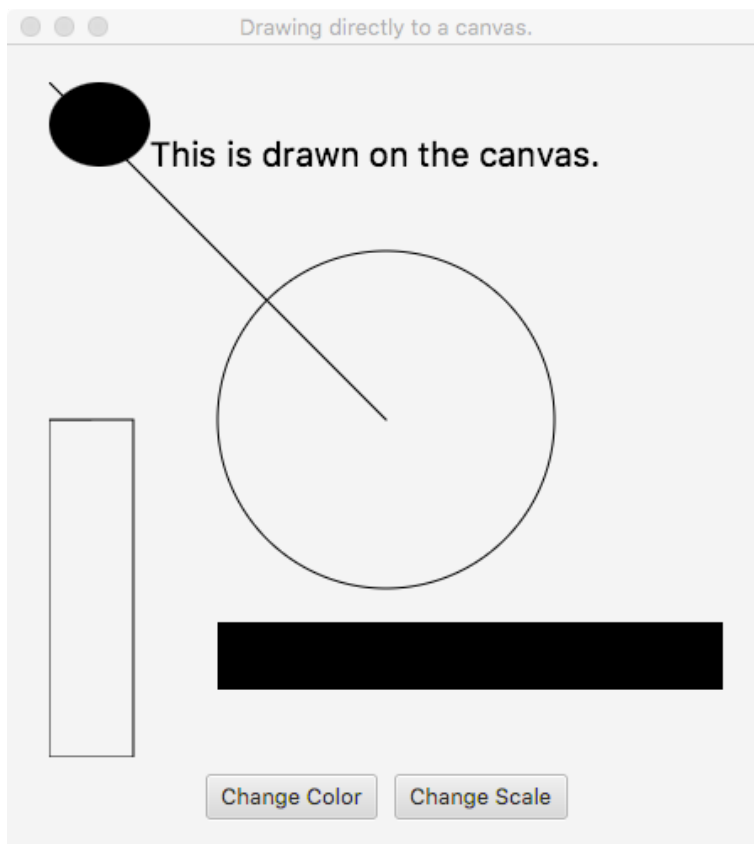 Drawing directly to a canvas.
This is drawn on the canvas.
Change Color
Change Scale